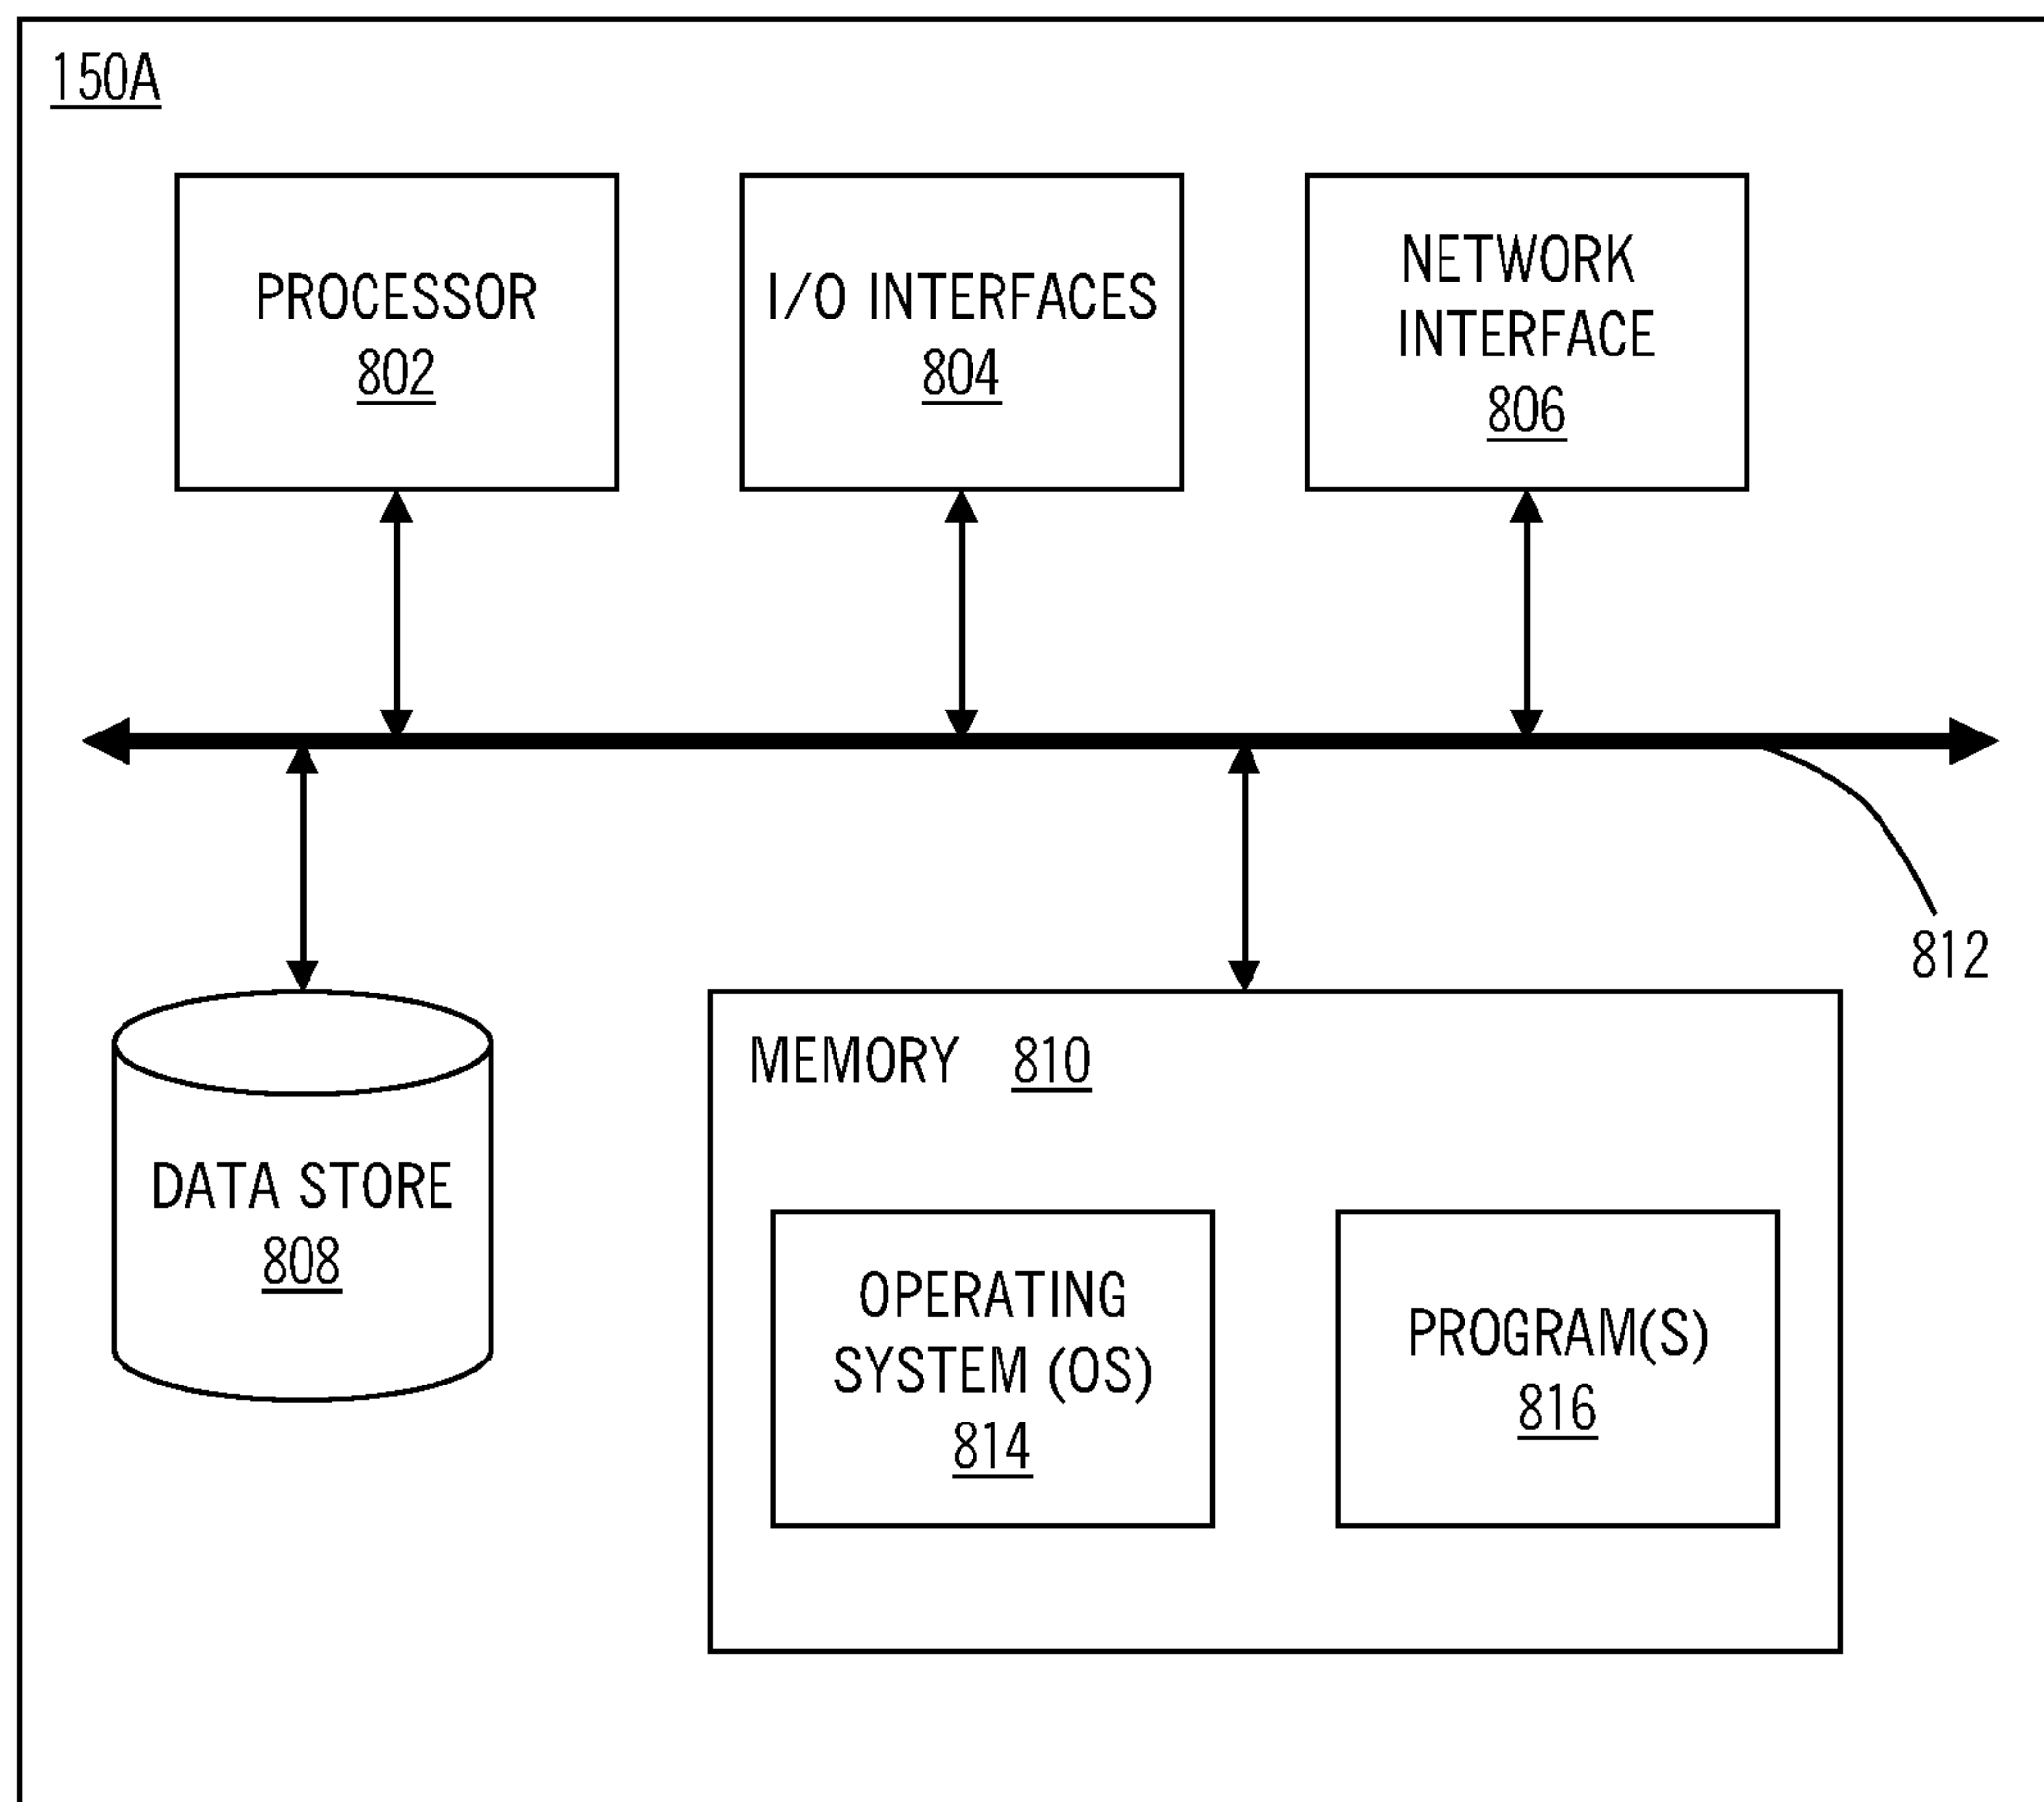 150A
PROCESSOR
802
I/O INTERFACES
804
NETWORK
INTERFACE
806
812
DATA STORE
808
MEMORY 810
OPERATING
SYSTEM (OS)
814
PROGRAM(S)
816